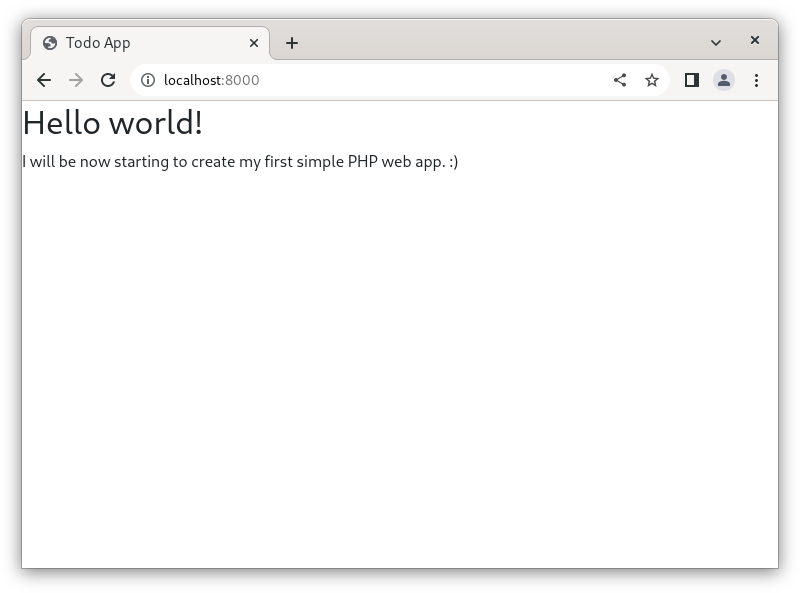 Todo App
localhost:8000
Hello world!
I will be now starting to create my first simple PHP web app. :)